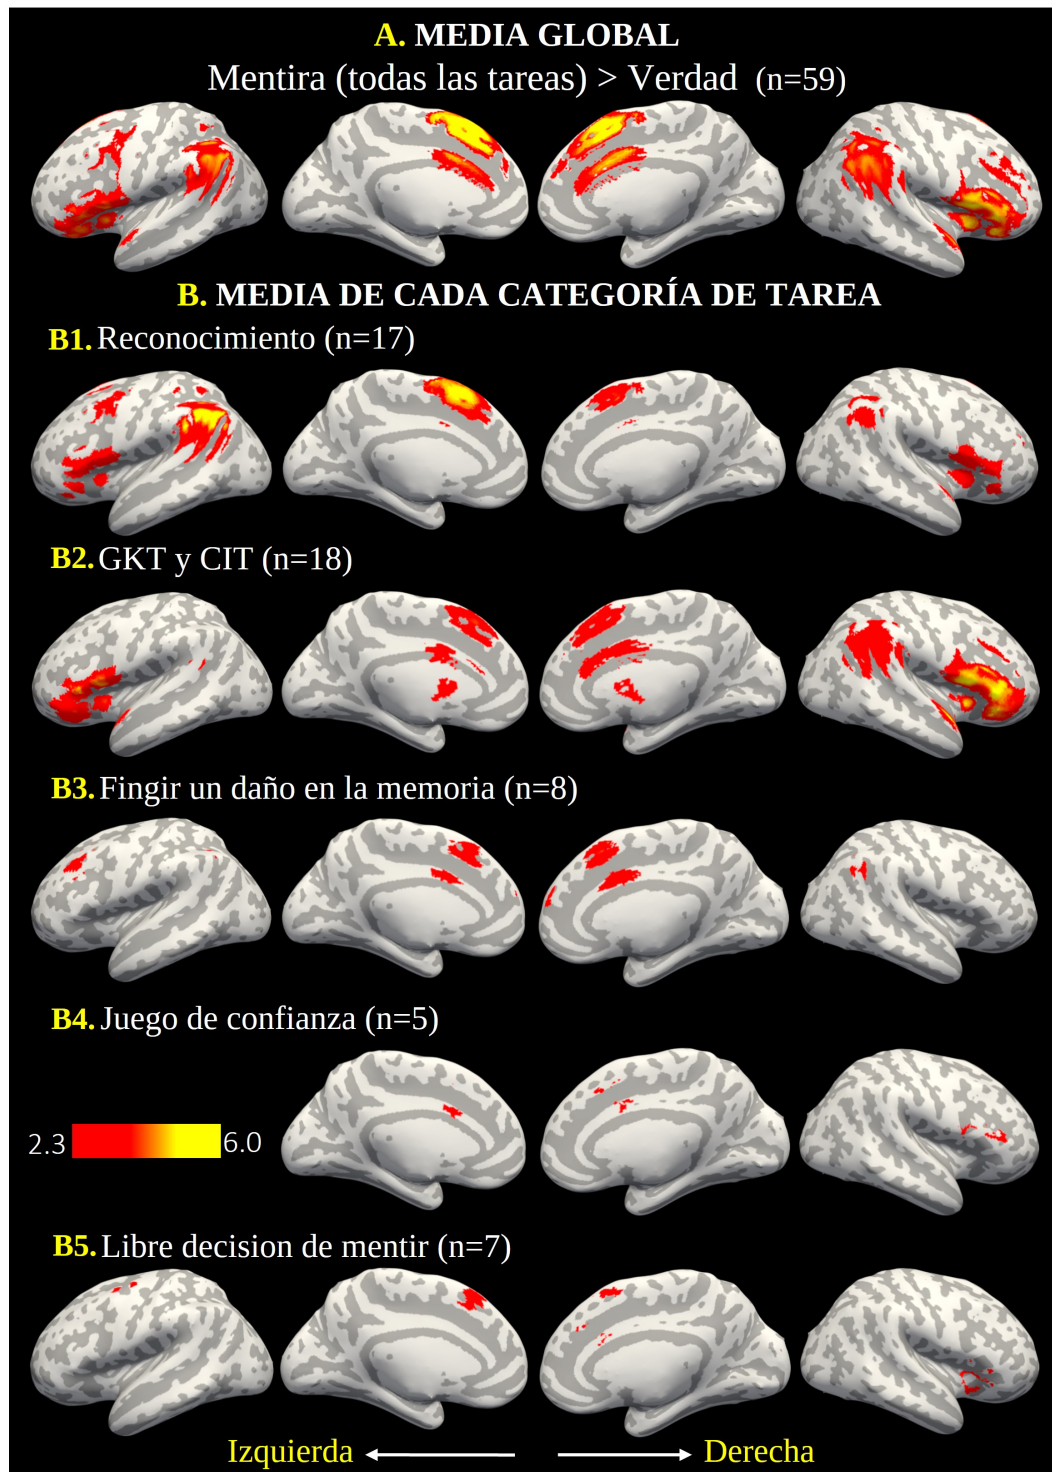 A. MEDIA GLOBAL
Mentira (todas las tareas) > Verdad (n=59)
B. MEDIA DE CADA CATEGORÍA DE TAREA
B1. Reconocimiento (n=17)
B2. GKT y CIT (n=18)
B3. Fingir un daño en la memoria (n=8)
B4. Juego de confianza (n=5)
2.3 6.0
B5. Libre decision de mentir (n=7)
Izquierda Derecha